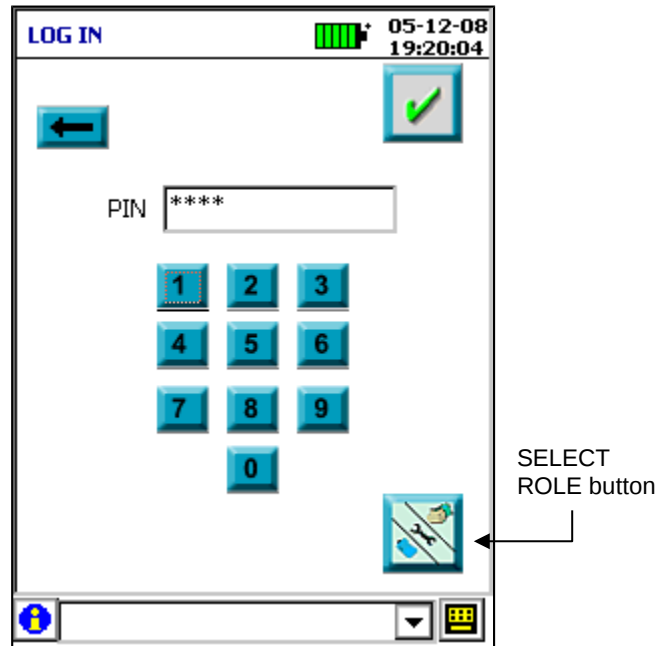 LOG IN
05-12-08
19:20:04
PIN ****
1 2 3
4 5 6
7 8 9
0
SELECT
ROLE button